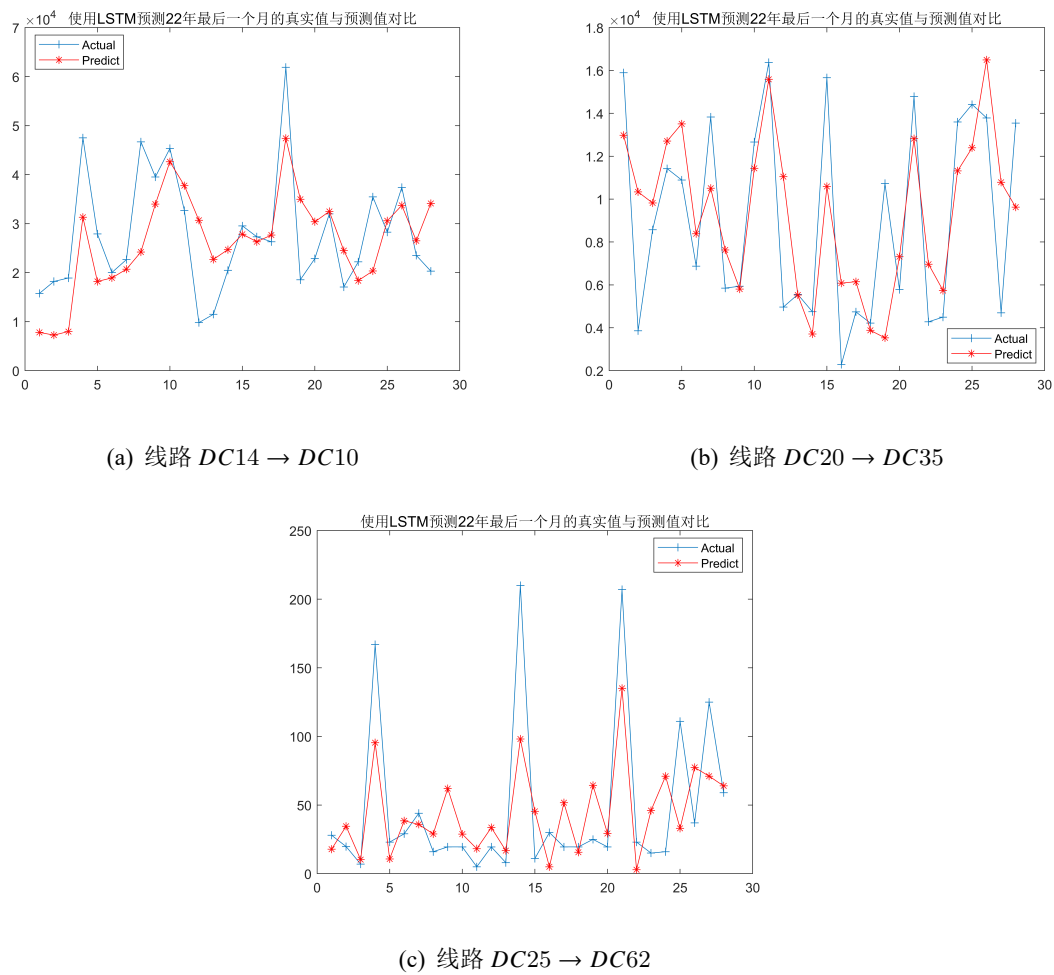 使用LSTM预测22年最后一个月的真实值与预测值对比
×10⁴
Actual
Predict
7
6
5
4
3
2
1
0
0 5 10 15 20 25 30
(a) 线路 DC14 → DC10
使用LSTM预测22年最后一个月的真实值与预测值对比
×10⁴
1.8
1.6
1.4
1.2
1
0.8
0.6
0.4
0.2
Actual
Predict
0 5 10 15 20 25 30
(b) 线路 DC20 → DC35
使用LSTM预测22年最后一个月的真实值与预测值对比
Actual
Predict
250
200
150
100
50
0
0 5 10 15 20 25 30
(c) 线路 DC25 → DC62